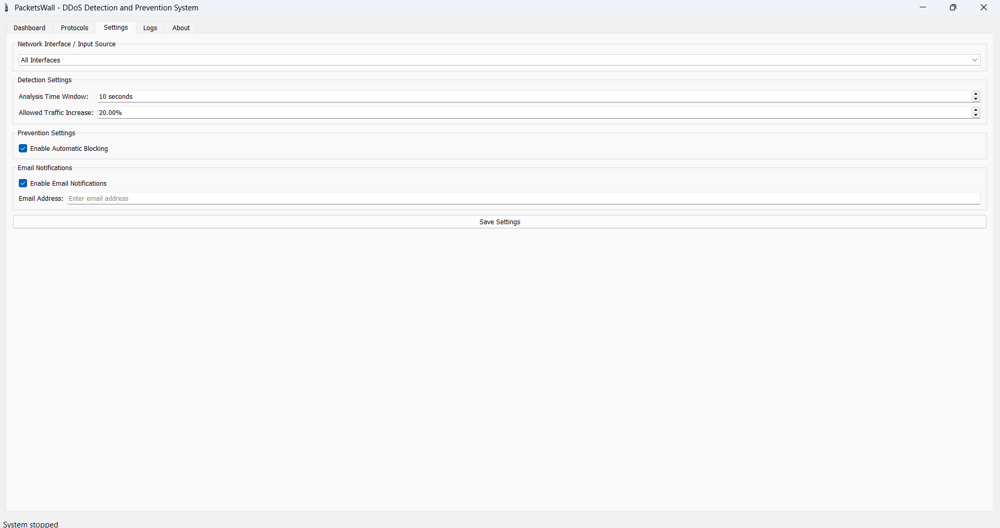 PacketsWall - DDoS Detection and Prevention System
Dashboard Protocols Settings Logs About
Network Interface / Input Source
All Interfaces
Detection Settings
Analysis Time Window: 10 seconds
Allowed Traffic Increase: 20.00%
Prevention Settings
Enable Automatic Blocking
Email Notifications
Enable Email Notifications
Email Address: Enter email address
Save Settings
System stopped